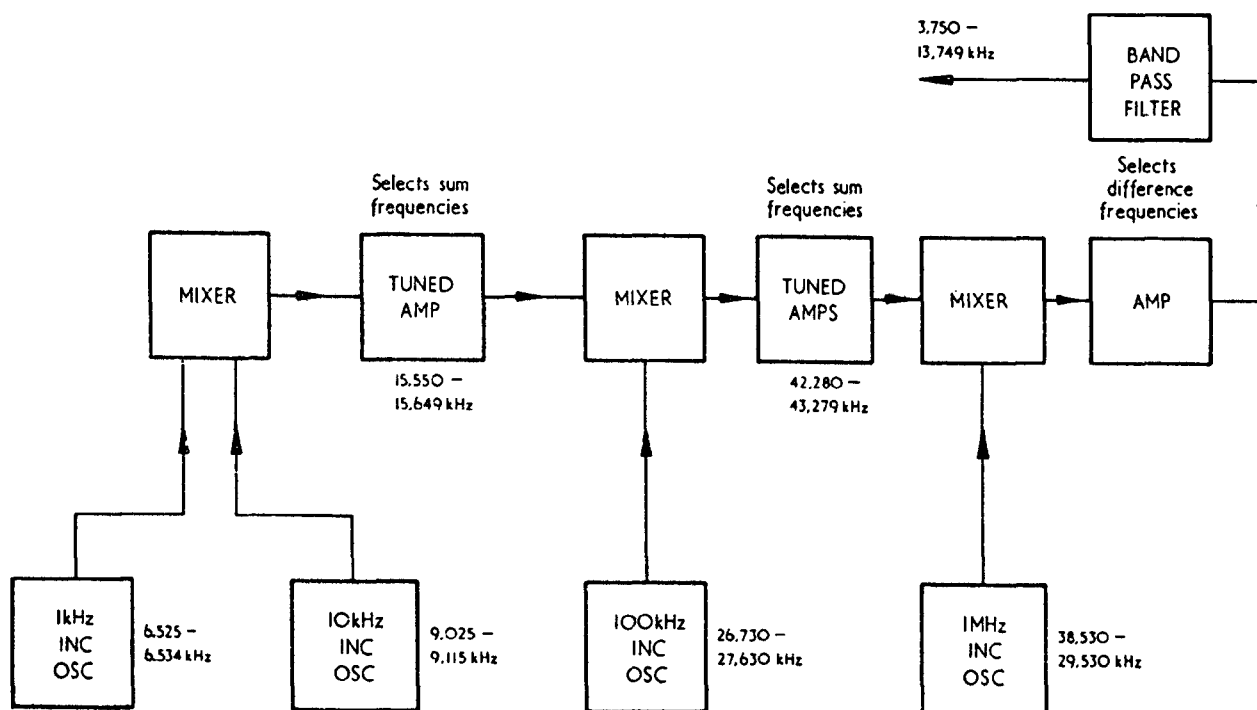 3,750 –
13,749 kHz
BAND
PASS
FILTER
Selects sum
frequencies
Selects sum
frequencies
Selects
difference
frequencies
MIXER
TUNED
AMP
MIXER
TUNED
AMPS
MIXER
AMP
15,550 –
15,649 kHz
42,280 –
43,279 kHz
1kHz
INC
OSC
6,525 –
6,534 kHz
10kHz
INC
OSC
9,025 –
9,115 kHz
100kHz
INC
OSC
26,730 –
27,630 kHz
1MHz
INC
OSC
38,530 –
29,530 kHz